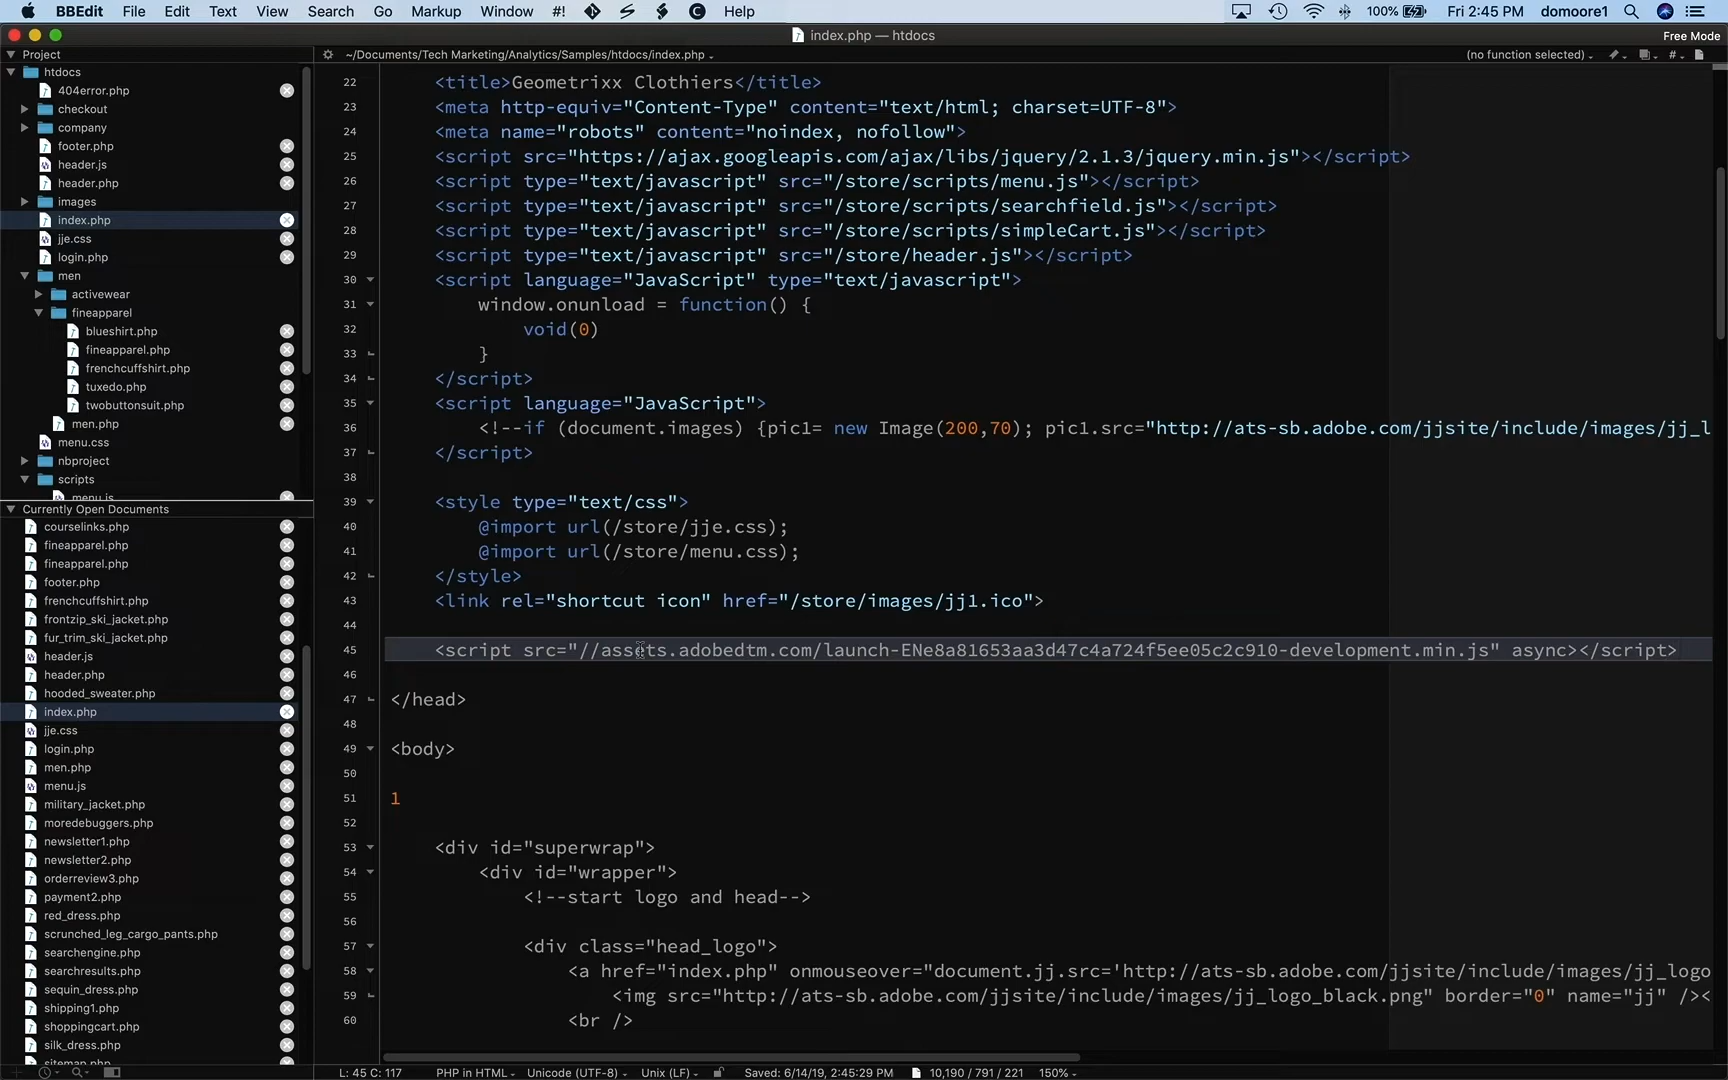 BBEdit File Edit Text View Search Go Markup Window #! Help 100% Fri 2:45 PM domoore1
index.php — htdocs
Free Mode
Project
~/Documents/Tech Marketing/Analytics/Samples/htdocs/index.php
(no function selected)
htdocs
404error.php
checkout
company
footer.php
header.js
header.php
images
index.php
jje.css
login.php
men
activewear
fineapparel
blueshirt.php
fineapparel.php
frenchcuffshirt.php
tuxedo.php
twobuttonsuit.php
men.php
menu.css
nbproject
scripts
menu.js
Currently Open Documents
courselinks.php
fineapparel.php
fineapparel.php
footer.php
frenchcuffshirt.php
frontzip_ski_jacket.php
fur_trim_ski_jacket.php
header.js
header.php
hooded_sweater.php
index.php
jje.css
login.php
men.php
menu.js
military_jacket.php
moredebuggers.php
newsletter1.php
newsletter2.php
orderreview3.php
payment2.php
red_dress.php
scrunched_leg_cargo_pants.php
searchengine.php
searchresults.php
sequin_dress.php
shipping1.php
shoppingcart.php
silk_dress.php
sitemap.php
22 <title>Geometrixx Clothiers</title>
23 <meta http-equiv="Content-Type" content="text/html; charset=UTF-8">
24 <meta name="robots" content="noindex, nofollow">
25 <script src="https://ajax.googleapis.com/ajax/libs/jquery/2.1.3/jquery.min.js"></script>
26 <script type="text/javascript" src="/store/scripts/menu.js"></script>
27 <script type="text/javascript" src="/store/scripts/searchfield.js"></script>
28 <script type="text/javascript" src="/store/scripts/simpleCart.js"></script>
29 <script type="text/javascript" src="/store/header.js"></script>
30 <script language="JavaScript" type="text/javascript">
31 window.onunload = function() {
32 void(0)
33 }
34 </script>
35 <script language="JavaScript">
36 <!--if (document.images) {pic1= new Image(200,70); pic1.src="http://ats-sb.adobe.com/jjsite/include/images/jj_l
37 </script>
38
39 <style type="text/css">
40 @import url(/store/jje.css);
41 @import url(/store/menu.css);
42 </style>
43 <link rel="shortcut icon" href="/store/images/jj1.ico">
44
45 <script src="//assets.adobedtm.com/launch-ENe8a81653aa3d47c4a724f5ee05c2c910-development.min.js" async></script>
46
47 </head>
48
49 <body>
50
51 1
52
53 <div id="superwrap">
54 <div id="wrapper">
55 <!--start logo and head-->
56
57 <div class="head_logo">
58 <a href="index.php" onmouseover="document.jj.src='http://ats-sb.adobe.com/jjsite/include/images/jj_logo
59 <img src="http://ats-sb.adobe.com/jjsite/include/images/jj_logo_black.png" border="0" name="jj" /><
60 <br />
L: 45 C: 117 PHP in HTML Unicode (UTF-8) Unix (LF) Saved: 6/14/19, 2:45:29 PM 10,190 / 791 / 221 150%